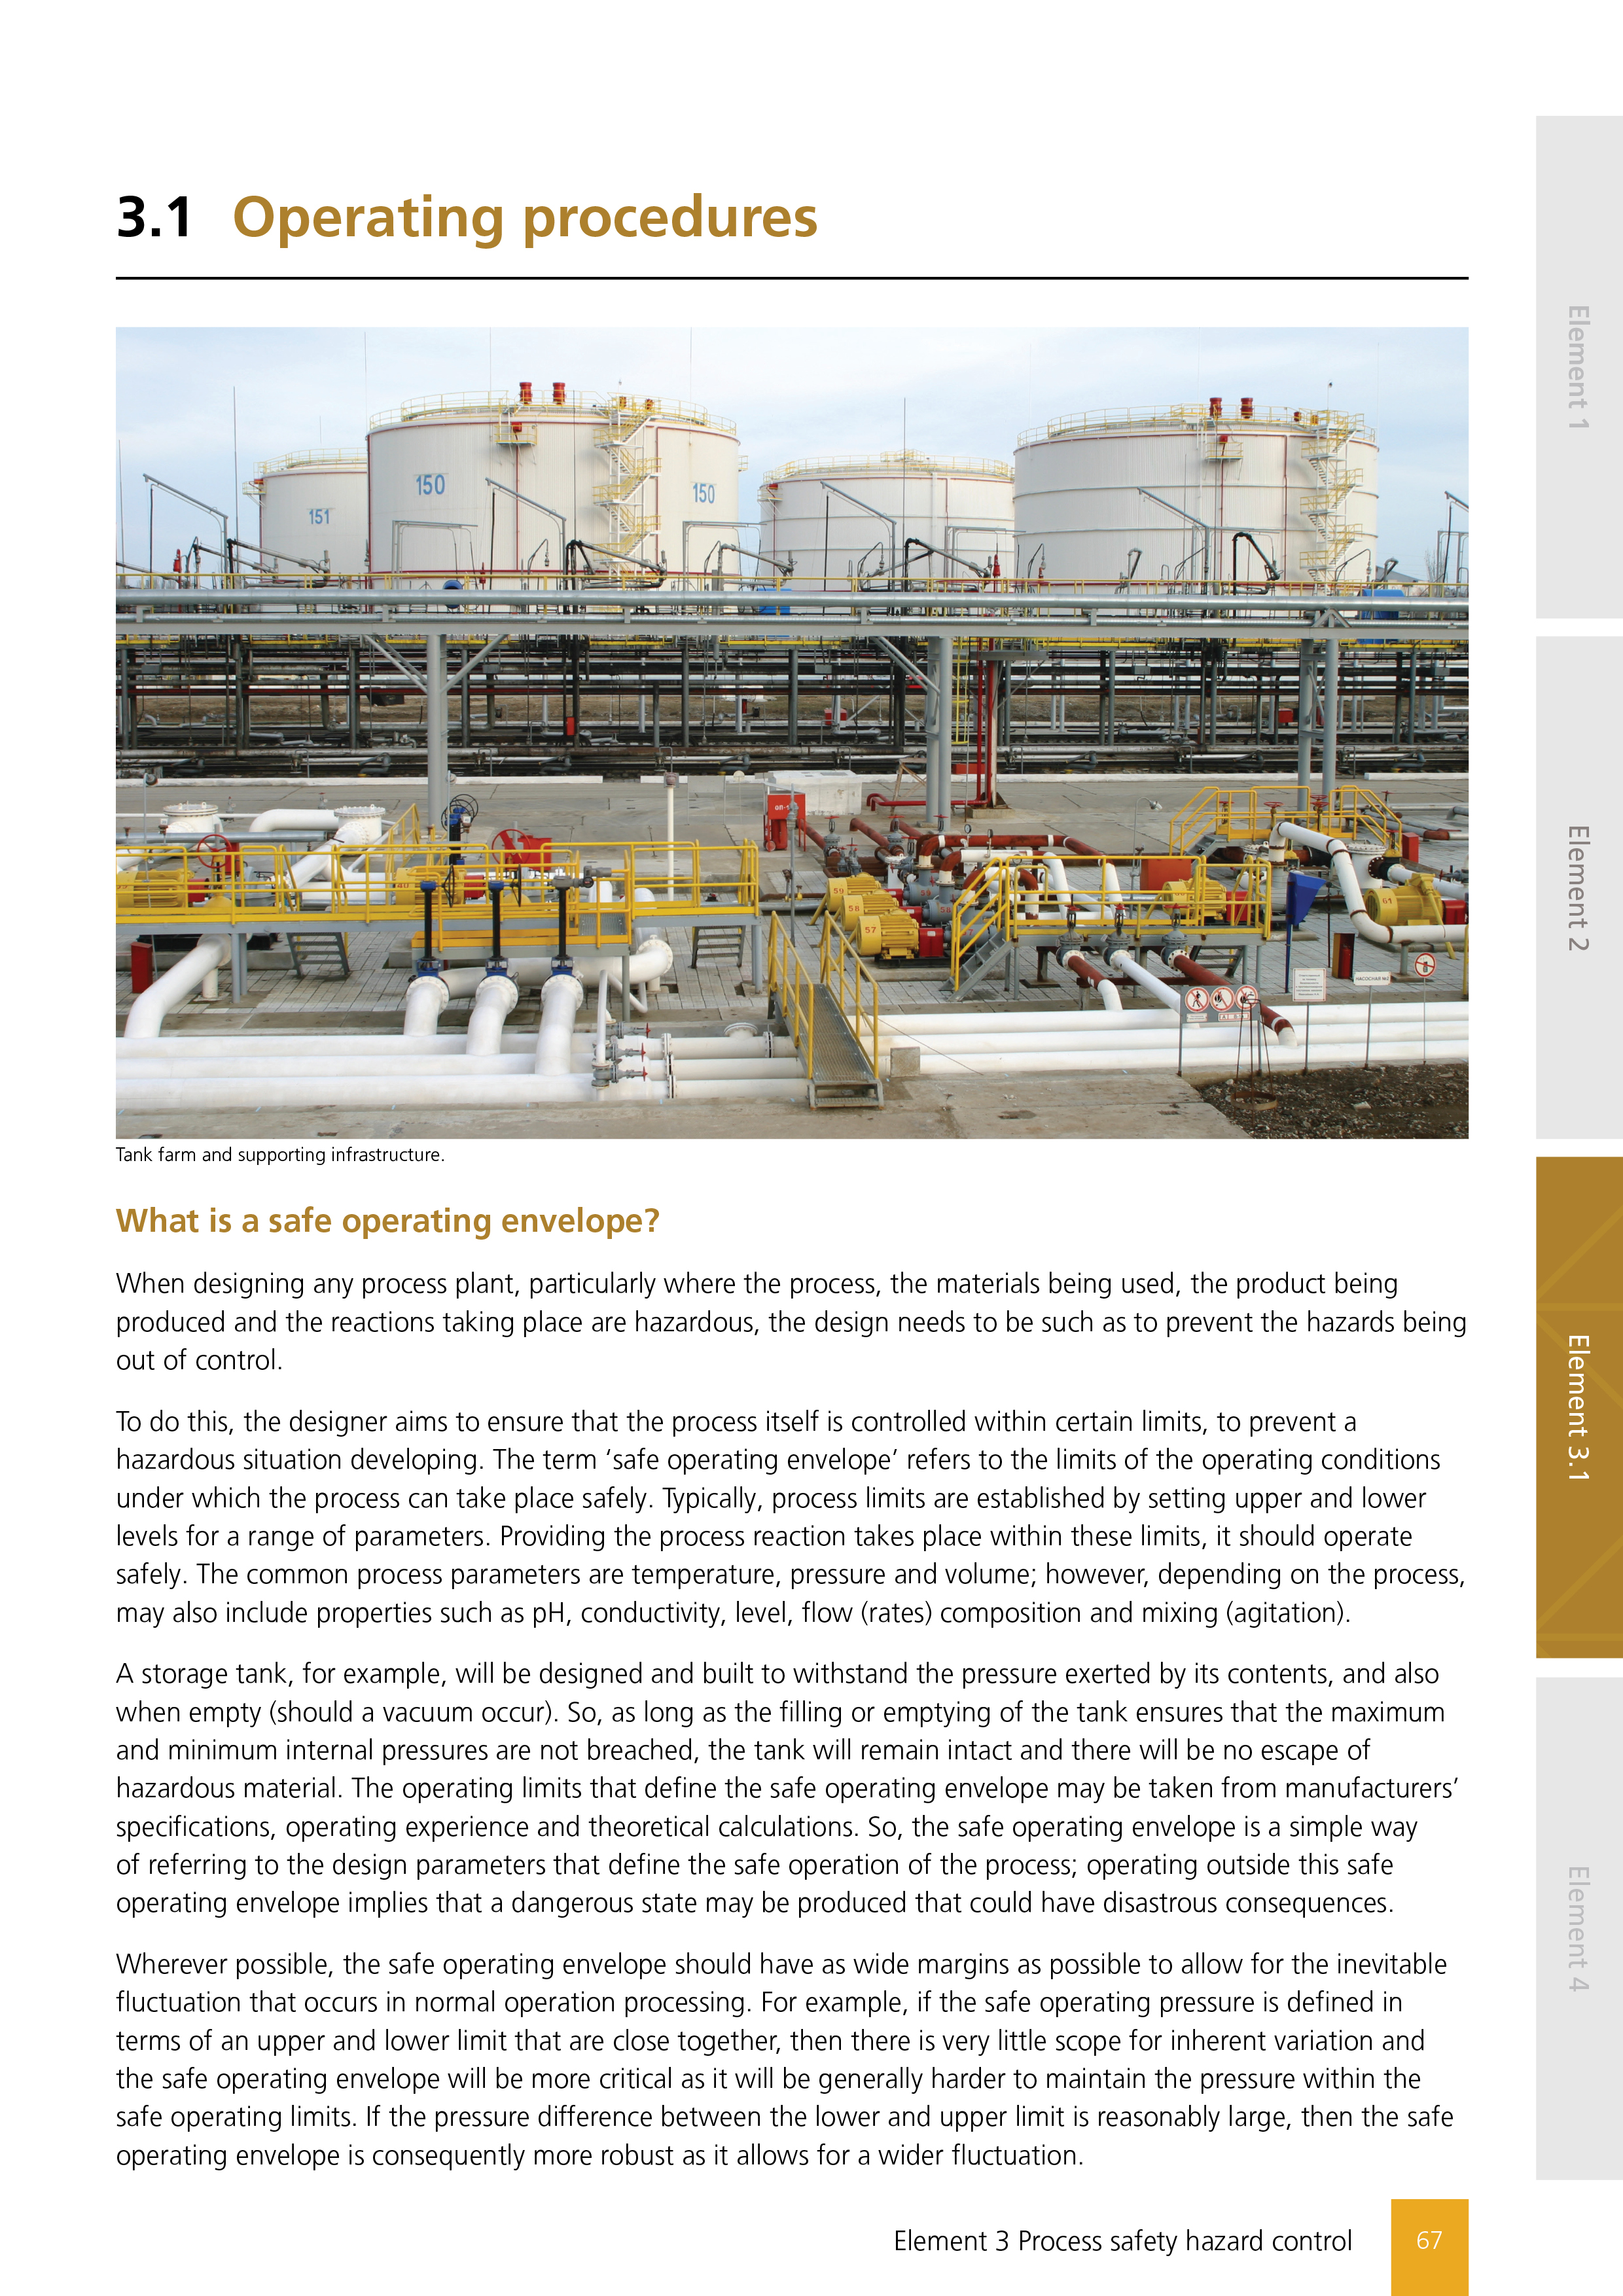 3.1 Operating procedures
151
150
150
59
58
57
58
61
НАСОСНАЯ №1
Tank farm and supporting infrastructure.
What is a safe operating envelope?
When designing any process plant, particularly where the process, the materials being used, the product being
produced and the reactions taking place are hazardous, the design needs to be such as to prevent the hazards being
out of control.
To do this, the designer aims to ensure that the process itself is controlled within certain limits, to prevent a
hazardous situation developing. The term ‘safe operating envelope’ refers to the limits of the operating conditions
under which the process can take place safely. Typically, process limits are established by setting upper and lower
levels for a range of parameters. Providing the process reaction takes place within these limits, it should operate
safely. The common process parameters are temperature, pressure and volume; however, depending on the process,
may also include properties such as pH, conductivity, level, flow (rates) composition and mixing (agitation).
A storage tank, for example, will be designed and built to withstand the pressure exerted by its contents, and also
when empty (should a vacuum occur). So, as long as the filling or emptying of the tank ensures that the maximum
and minimum internal pressures are not breached, the tank will remain intact and there will be no escape of
hazardous material. The operating limits that define the safe operating envelope may be taken from manufacturers’
specifications, operating experience and theoretical calculations. So, the safe operating envelope is a simple way
of referring to the design parameters that define the safe operation of the process; operating outside this safe
operating envelope implies that a dangerous state may be produced that could have disastrous consequences.
Wherever possible, the safe operating envelope should have as wide margins as possible to allow for the inevitable
fluctuation that occurs in normal operation processing. For example, if the safe operating pressure is defined in
terms of an upper and lower limit that are close together, then there is very little scope for inherent variation and
the safe operating envelope will be more critical as it will be generally harder to maintain the pressure within the
safe operating limits. If the pressure difference between the lower and upper limit is reasonably large, then the safe
operating envelope is consequently more robust as it allows for a wider fluctuation.
Element 3 Process safety hazard control
67
Element 1
Element 2
Element 3.1
Element 4